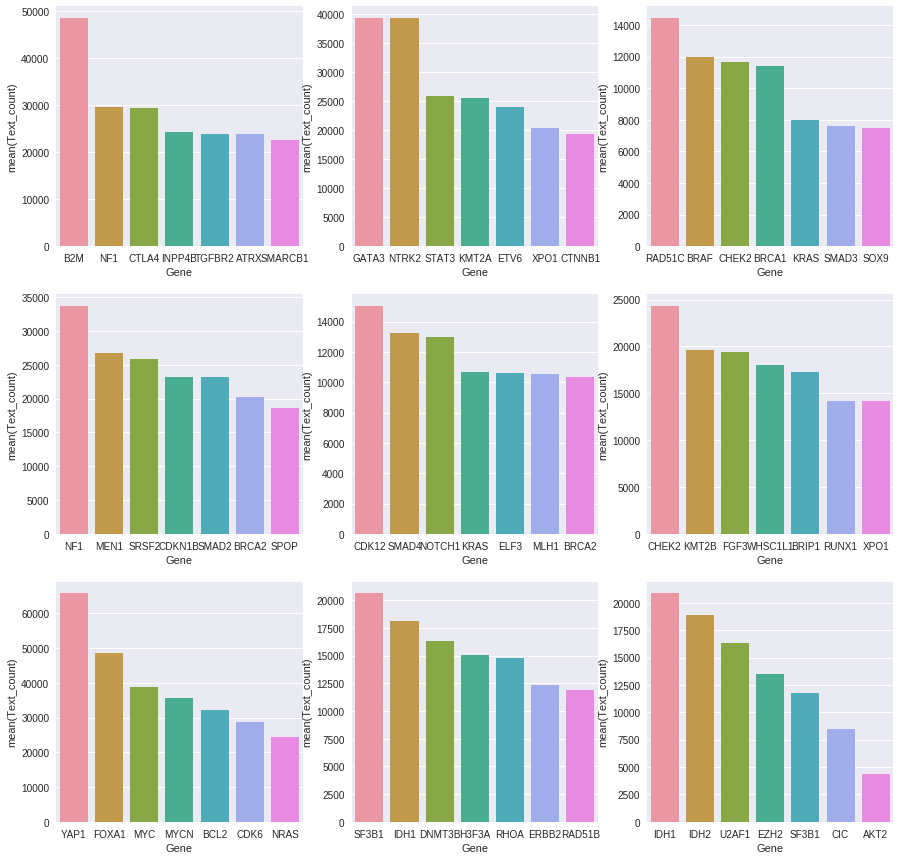 50000
40000
30000
20000
10000
0
mean(Text_count)
B2M NF1 CTLA4 INPP4B TGFBR2 ATRX SMARCB1
Gene
40000
35000
30000
25000
20000
15000
10000
5000
0
mean(Text_count)
GATA3 NTRK2 STAT3 KMT2A ETV6 XPO1 CTNNB1
Gene
14000
12000
10000
8000
6000
4000
2000
0
mean(Text_count)
RAD51C BRAF CHEK2 BRCA1 KRAS SMAD3 SOX9
Gene
35000
30000
25000
20000
15000
10000
5000
0
mean(Text_count)
NF1 MEN1 SRSF2 CDKN1B SMAD2 BRCA2 SPOP
Gene
14000
12000
10000
8000
6000
4000
2000
0
mean(Text_count)
CDK12 SMAD4 NOTCH1 KRAS ELF3 MLH1 BRCA2
Gene
25000
20000
15000
10000
5000
0
mean(Text_count)
CHEK2 KMT2B FGF3 WHSC1L1 BRIP1 RUNX1 XPO1
Gene
60000
50000
40000
30000
20000
10000
0
mean(Text_count)
YAP1 FOXA1 MYC MYCN BCL2 CDK6 NRAS
Gene
20000
17500
15000
12500
10000
7500
5000
2500
0
mean(Text_count)
SF3B1 IDH1 DNMT3B H3F3A RHOA ERBB2 RAD51B
Gene
20000
17500
15000
12500
10000
7500
5000
2500
0
mean(Text_count)
IDH1 IDH2 U2AF1 EZH2 SF3B1 CIC AKT2
Gene